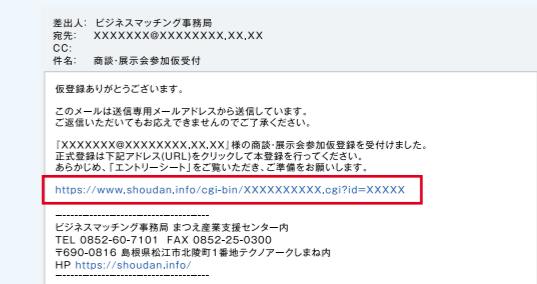 差出人: ビジネスマッチング事務局
宛先: XXXXXXX@XXXXXXXX.XX.XX
CC:
件名: 商談・展示会参加仮受付
仮登録ありがとうございます。
このメールは送信専用メールアドレスから送信しています。
ご返信いただいてもお応えできませんのでご了承ください。
『XXXXXXX@XXXXXXXX.XX.XX』様の商談・展示会参加仮登録を受付けました。
正式登録は下記アドレス(URL)をクリックして本登録を行ってください。
あらかじめ、『エントリーシート』をご覧いただき、ご準備をお願いします。
https://www.shoudan.info/cgi-bin/XXXXXXXXXX.cgi?id=XXXXX
----------------------------------------
ビジネスマッチング事務局 まつえ産業支援センター内
TEL 0852-60-7101 FAX 0852-25-0300
〒690-0816 島根県松江市北陵町1番地テクノアークしまね内
HP https://shoudan.info/
----------------------------------------